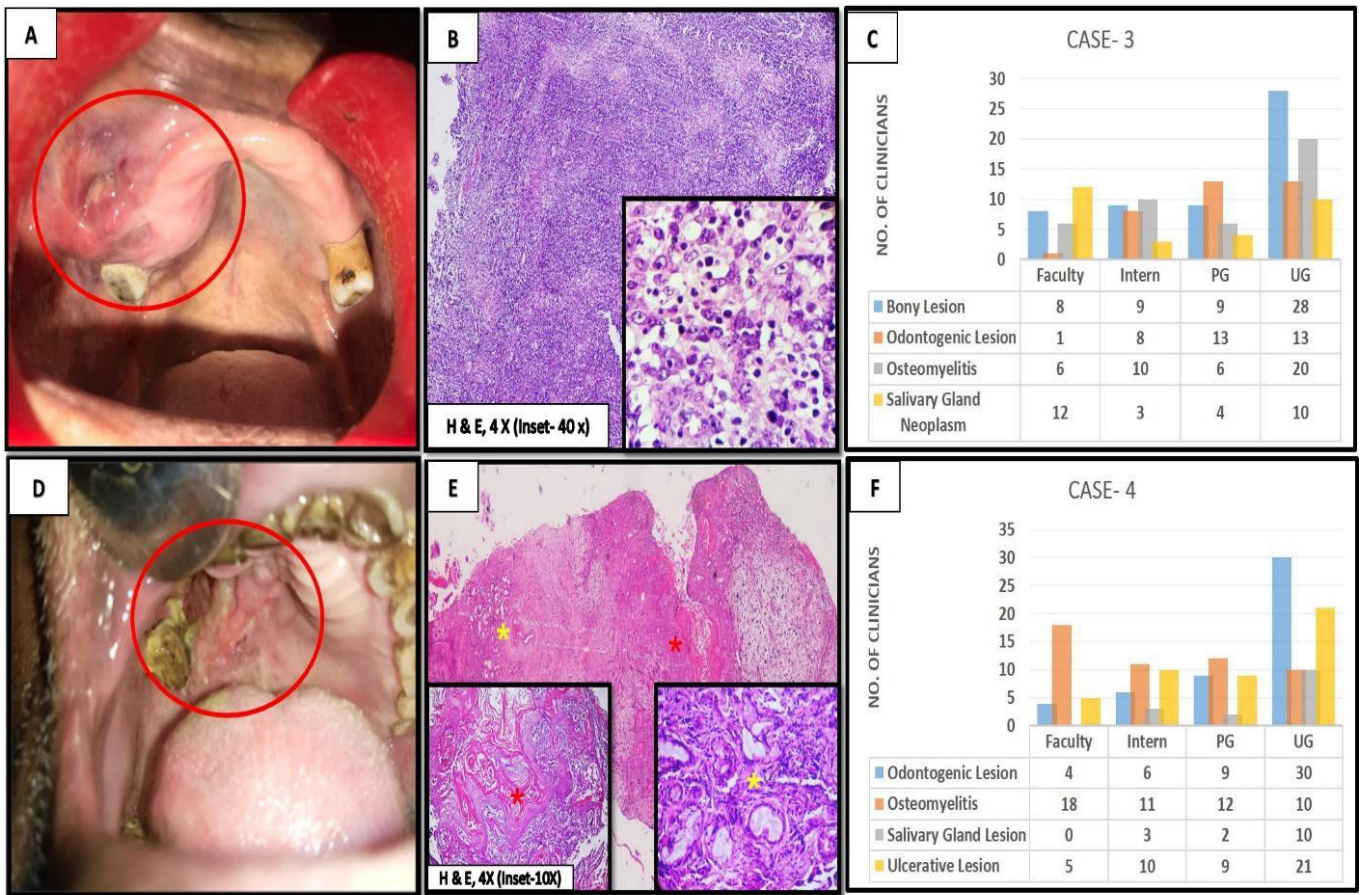 A
B
H & E, 4 X (Inset- 40 x)
C
CASE- 3
NO. OF CLINICIANS
30
25
20
15
10
5
0
Faculty Intern PG UG
Bony Lesion 8 9 9 28
Odontogenic Lesion 1 8 13 13
Osteomyelitis 6 10 6 20
Salivary Gland
Neoplasm 12 3 4 10
D
E
*
*
*
*
H & E, 4X (Inset-10X)
F
CASE- 4
NO. OF CLINICIANS
35
30
25
20
15
10
5
0
Faculty Intern PG UG
Odontogenic Lesion 4 6 9 30
Osteomyelitis 18 11 12 10
Salivary Gland Lesion 0 3 2 10
Ulcerative Lesion 5 10 9 21